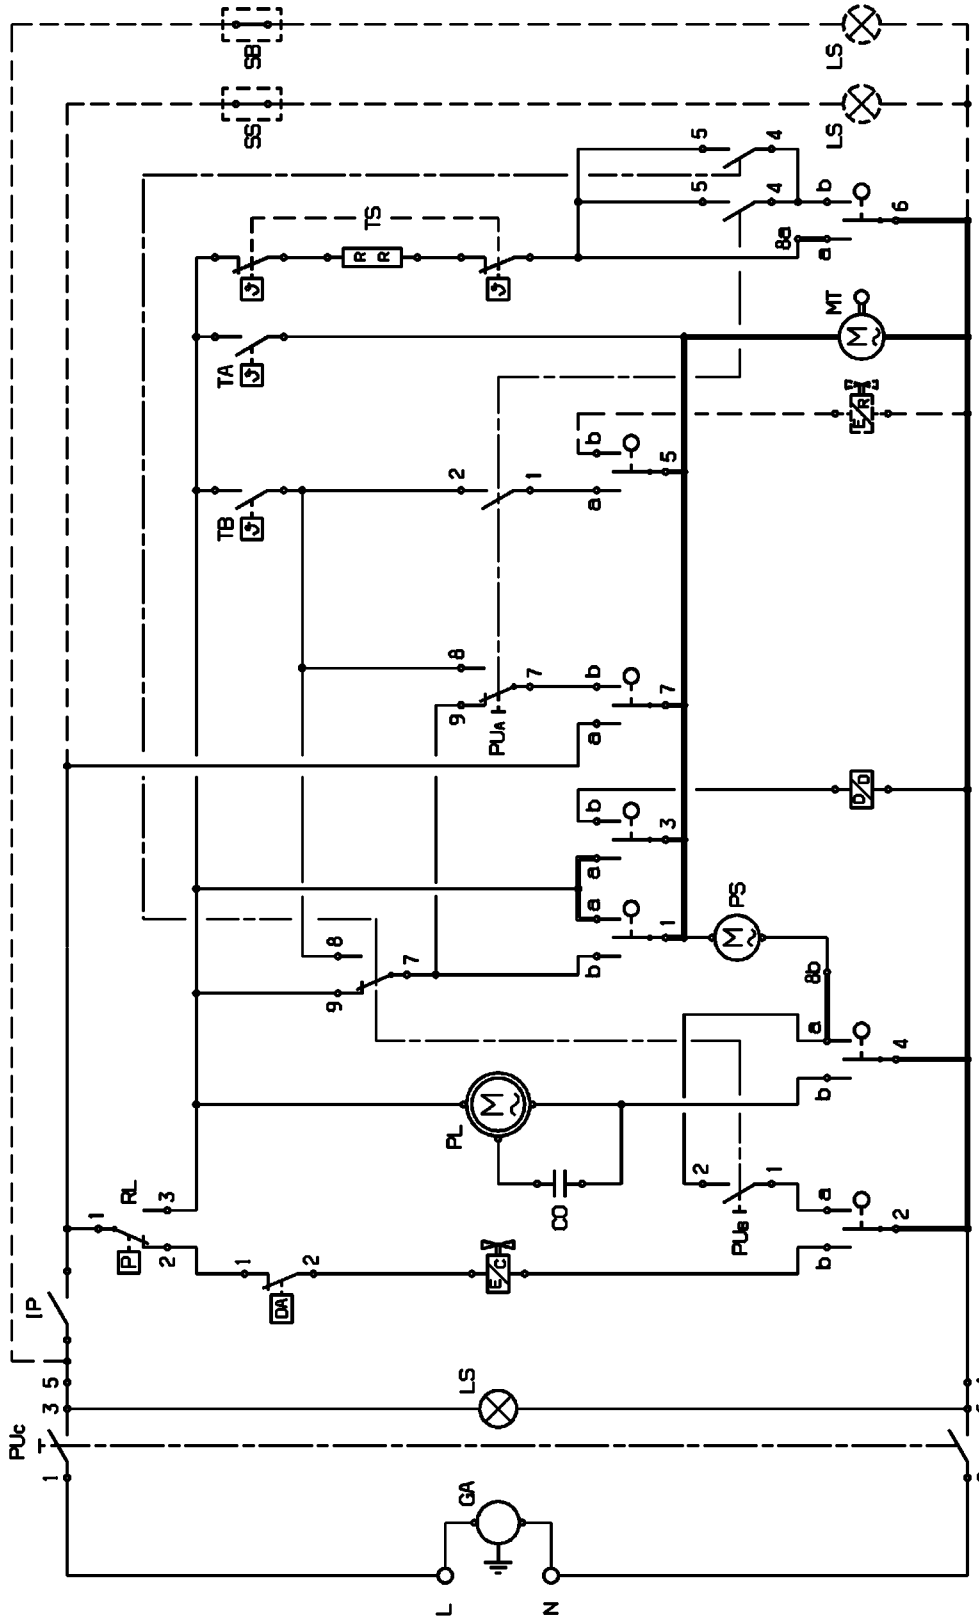 PUc
IP
1 3 5
1
RL
P
2 3
TB TA
SS SB
1
ϑ ϑ ϑ
DA
2
9 8
R
TS
R
7
L
GA
LS
PL
9 8
2
M
E C
PUA
ϑ
7
1
N
CO
b a a b
a b
a
b
1 3 7 5
2
5 5
PUB
M
PS
1
4 4
8b
8a
b a
b a
a b
MT
LS LS
E R
D D
M
2
4
6